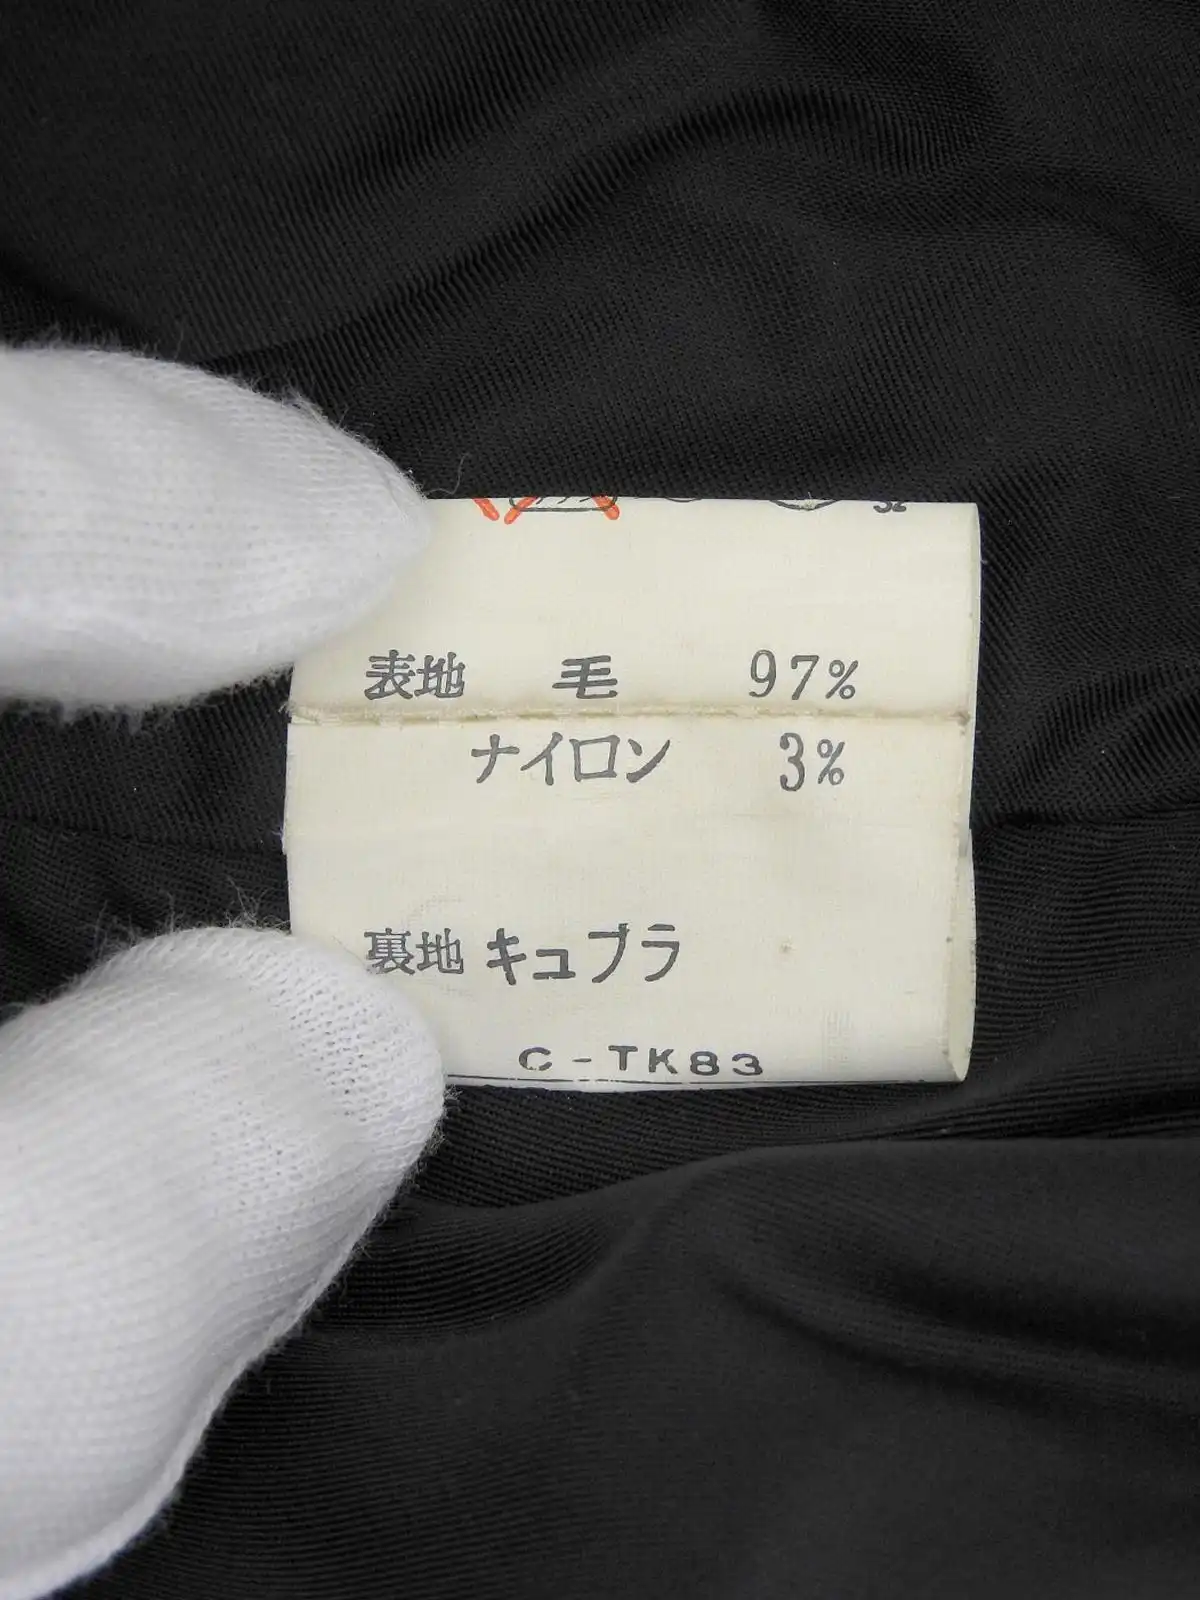 表地 毛 97%
ナイロン 3%
裏地 キュプラ
C-TK83